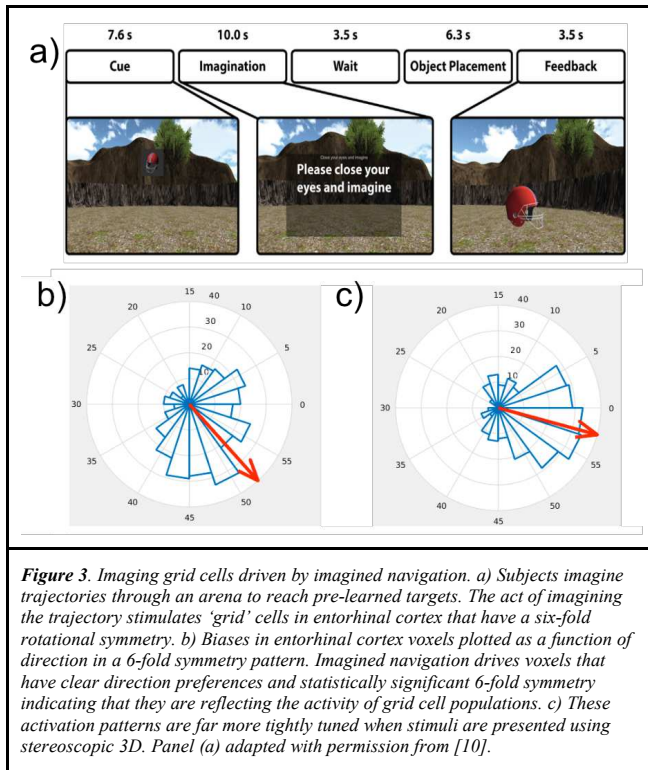 7.6 s 10.0 s 3.5 s 6.3 s 3.5 s
a)
Cue Imagination Wait Object Placement Feedback
Close your eyes and imagine
Please close your
eyes and imagine
b)
15
20 40 10
30
25 20 5
10
30 0
35 55
40 50
45
c)
15
20 40 10
30
25 20 5
10
30 0
35 55
40 50
45
Figure 3. Imaging grid cells driven by imagined navigation. a) Subjects imagine
trajectories through an arena to reach pre-learned targets. The act of imagining
the trajectory stimulates ‘grid’ cells in entorhinal cortex that have a six-fold
rotational symmetry. b) Biases in entorhinal cortex voxels plotted as a function of
direction in a 6-fold symmetry pattern. Imagined navigation drives voxels that
have clear direction preferences and statistically significant 6-fold symmetry
indicating that they are reflecting the activity of grid cell populations. c) These
activation patterns are far more tightly tuned when stimuli are presented using
stereoscopic 3D. Panel (a) adapted with permission from [10].